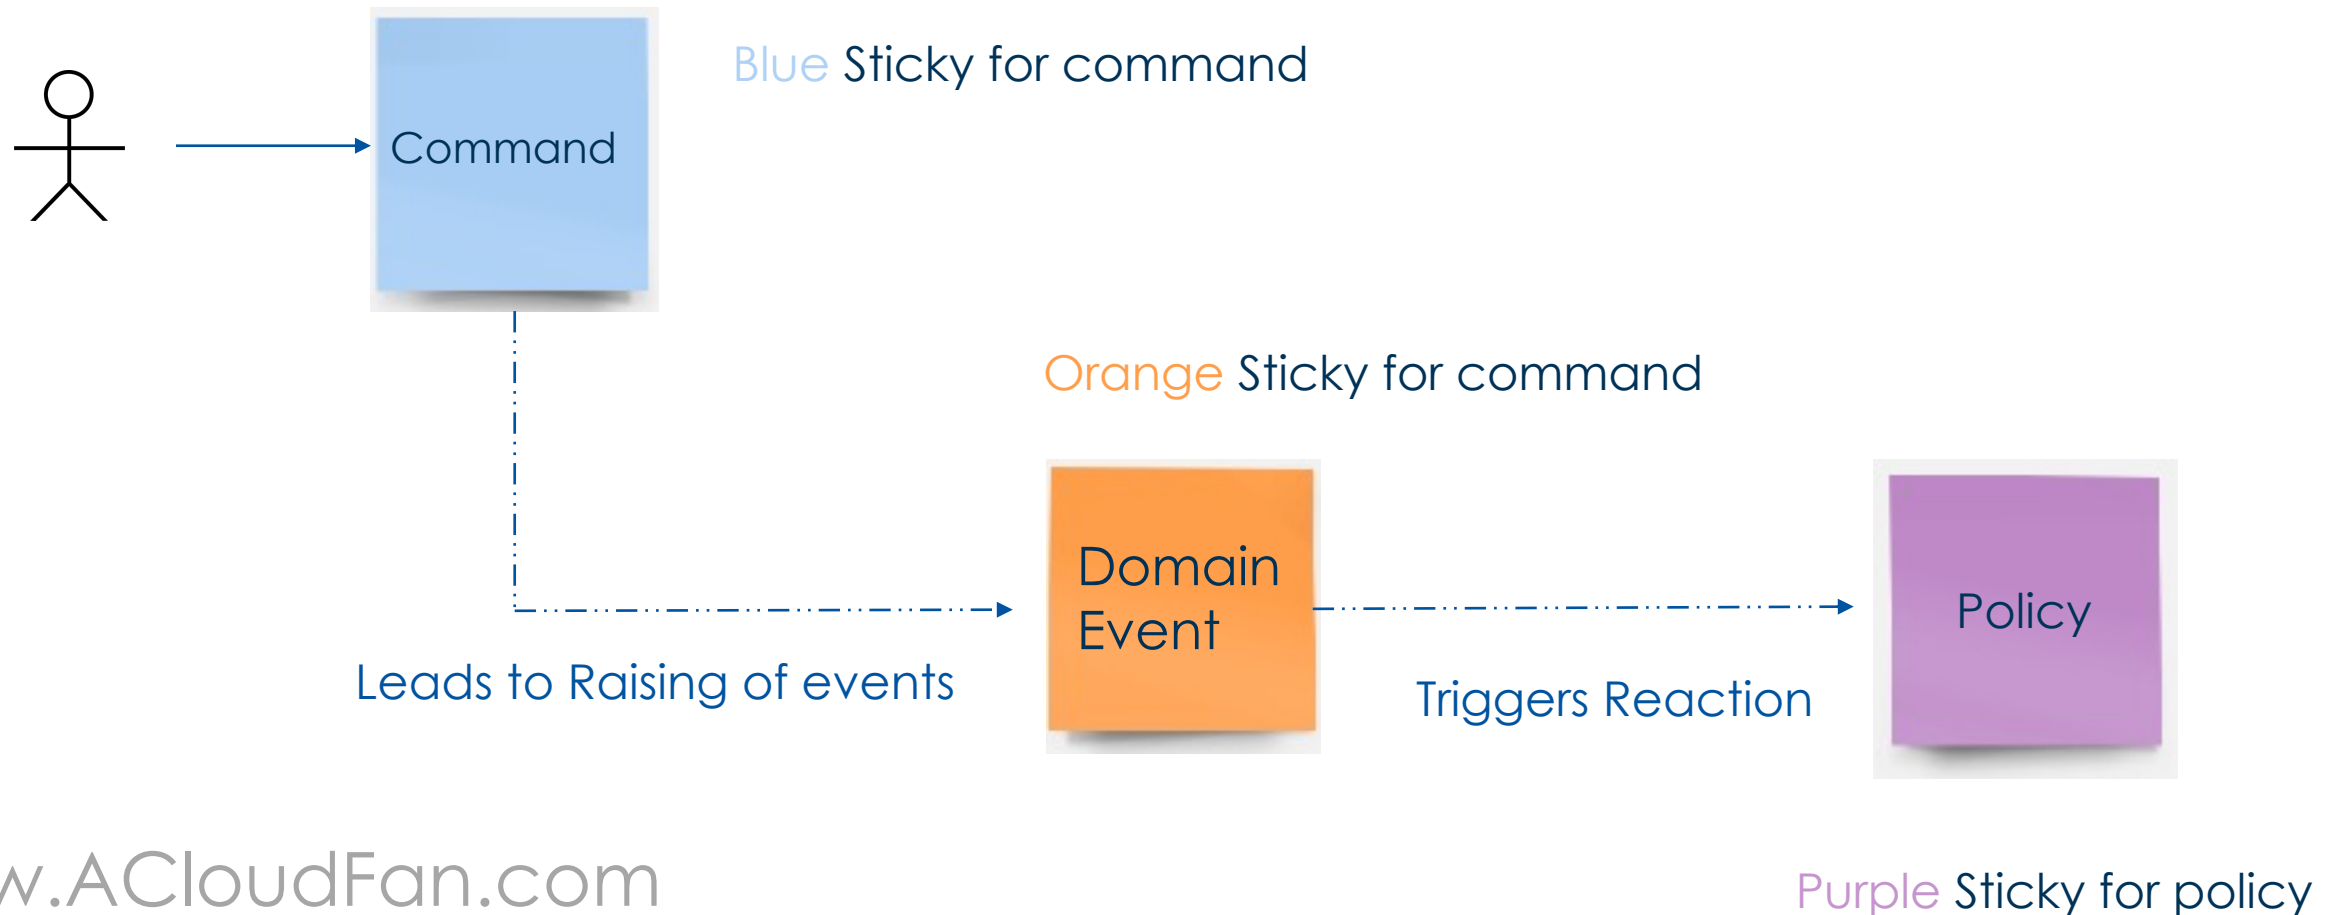 Blue Sticky for command
Command
Orange Sticky for command
Domain
Event
Policy
Leads to Raising of events
Triggers Reaction
w.ACloudFan.com
Purple Sticky for policy